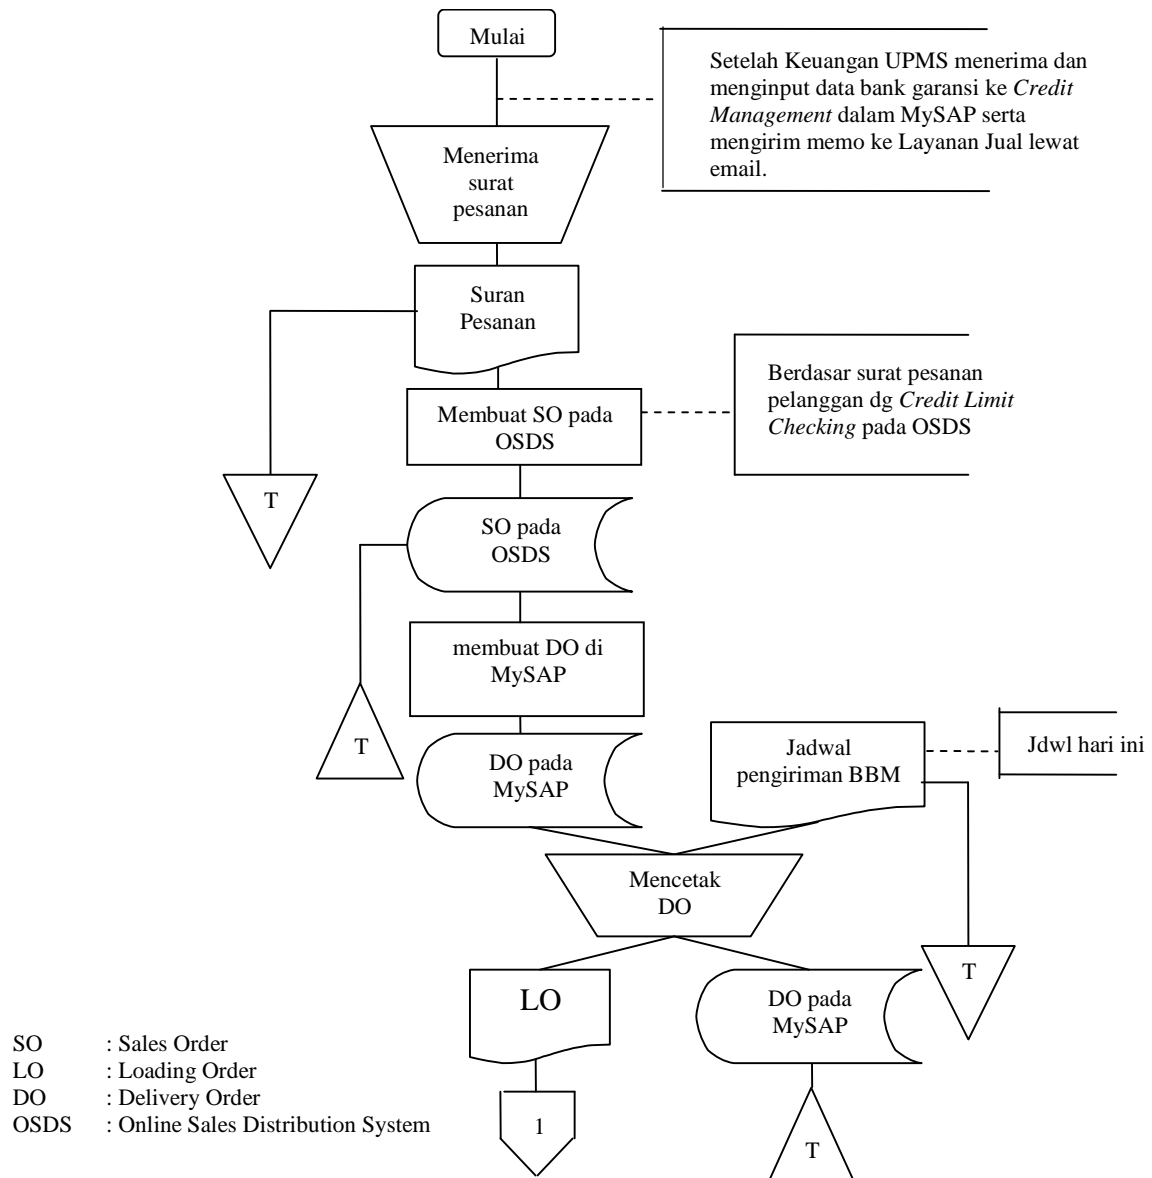 Mulai
Setelah Keuangan UPMS menerima dan
menginput data bank garansi ke Credit
Management dalam MySAP serta
mengirim memo ke Layanan Jual lewat
email.
Menerima
surat
pesanan
Suran
Pesanan
Berdasar surat pesanan
pelanggan dg Credit Limit
Checking pada OSDS
Membuat SO pada
OSDS
T
SO pada
OSDS
membuat DO di
MySAP
T
DO pada
MySAP
Jadwal
pengiriman BBM
Jdwl hari ini
Mencetak
DO
T
LO
DO pada
MySAP
SO : Sales Order
LO : Loading Order
DO : Delivery Order
OSDS : Online Sales Distribution System
1
T